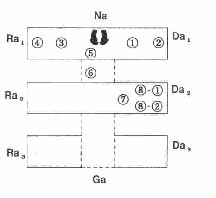 Na
Ra₁ ④ ③ ① ② Da₁
⑤
⑥
Ra₂ ⑦ ⑧-① Da₂
⑧-②
Ra₃ Da₃
Ga